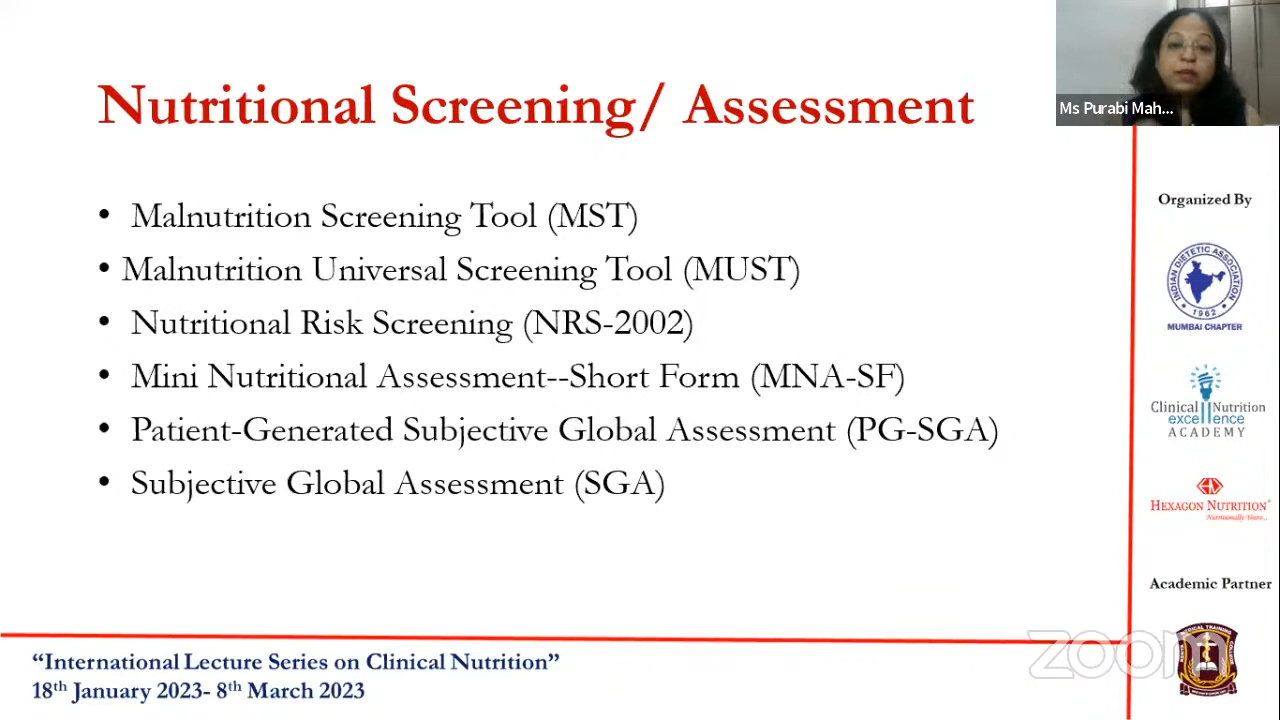 Nutritional Screening/ Assessment
Ms Purabi Mah...
• Malnutrition Screening Tool (MST)
• Malnutrition Universal Screening Tool (MUST)
• Nutritional Risk Screening (NRS-2002)
• Mini Nutritional Assessment--Short Form (MNA-SF)
• Patient-Generated Subjective Global Assessment (PG-SGA)
• Subjective Global Assessment (SGA)
Organized By
INDIAN DIETETIC ASSOCIATION
1962
MUMBAI CHAPTER
Clinical Nutrition
excellence
ACADEMY
HEXAGON NUTRITION
Nutritionally Yours..
Academic Partner
zoom
“International Lecture Series on Clinical Nutrition”
18th January 2023- 8th March 2023